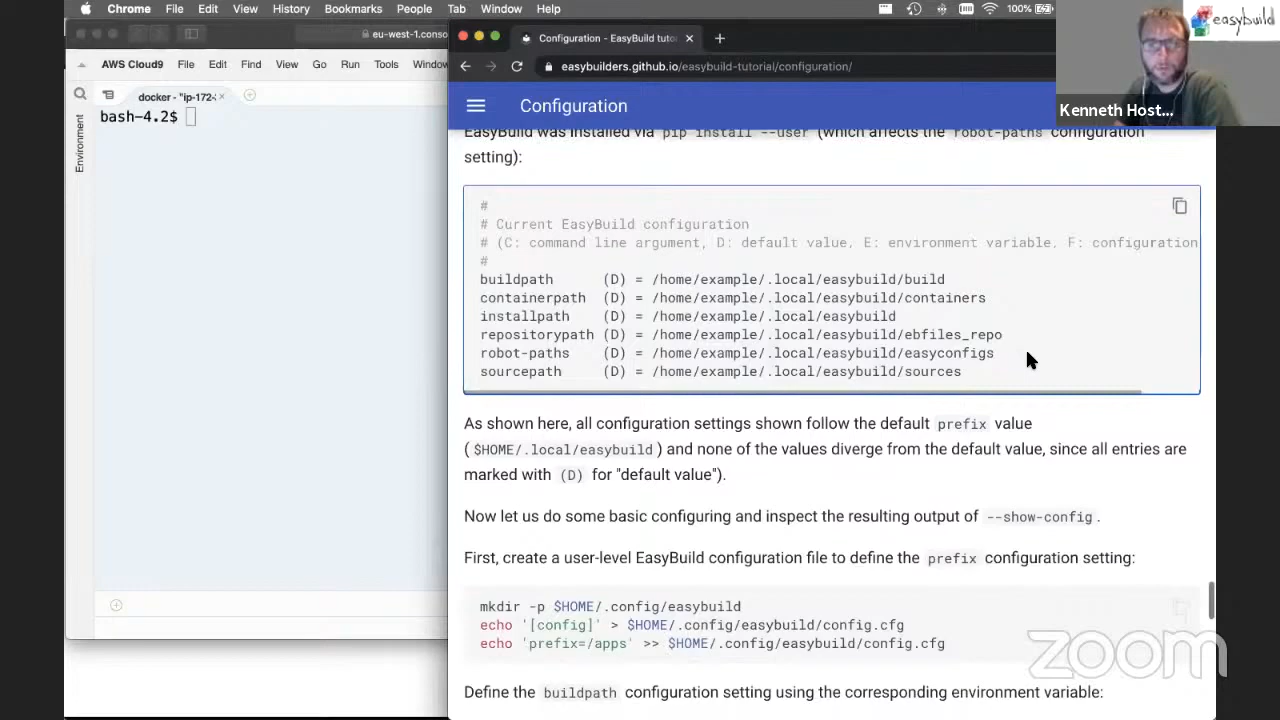 Chrome File Edit View History Bookmarks People Tab Window Help 100%
easybuild
eu-west-1.conso
AWS Cloud9 File Edit Find View Go Run Tools Window
docker - "ip-172-
Environment
bash-4.2$
Configuration - EasyBuild tuto
easybuilders.github.io/easybuild-tutorial/configuration/
Kenneth Host...
Configuration
EasyBuild was installed via pip install --user (which affects the robot-paths configuration
setting):
#
# Current EasyBuild configuration
# (C: command line argument, D: default value, E: environment variable, F: configuration
#
buildpath (D) = /home/example/.local/easybuild/build
containerpath (D) = /home/example/.local/easybuild/containers
installpath (D) = /home/example/.local/easybuild
repositorypath (D) = /home/example/.local/easybuild/ebfiles_repo
robot-paths (D) = /home/example/.local/easybuild/easyconfigs
sourcepath (D) = /home/example/.local/easybuild/sources
As shown here, all configuration settings shown follow the default prefix value
( $HOME/.local/easybuild ) and none of the values diverge from the default value, since all entries are
marked with (D) for "default value").
Now let us do some basic configuring and inspect the resulting output of --show-config .
First, create a user-level EasyBuild configuration file to define the prefix configuration setting:
mkdir -p $HOME/.config/easybuild
echo '[config]' > $HOME/.config/easybuild/config.cfg
echo 'prefix=/apps' >> $HOME/.config/easybuild/config.cfg
zoom
Define the buildpath configuration setting using the corresponding environment variable: